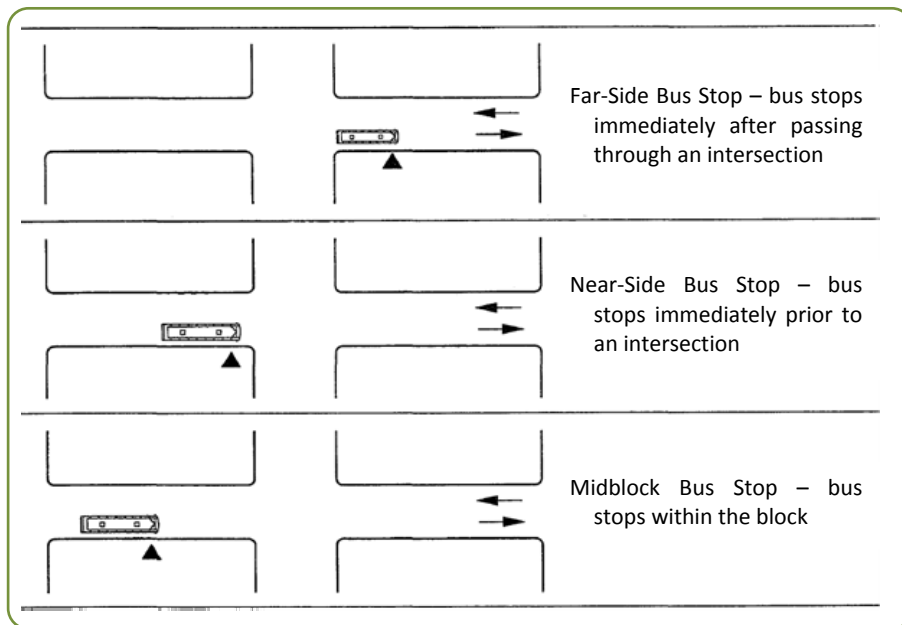 Far-Side Bus Stop – bus stops
immediately after passing
through an intersection
Near-Side Bus Stop – bus
stops immediately prior to
an intersection
Midblock Bus Stop – bus
stops within the block